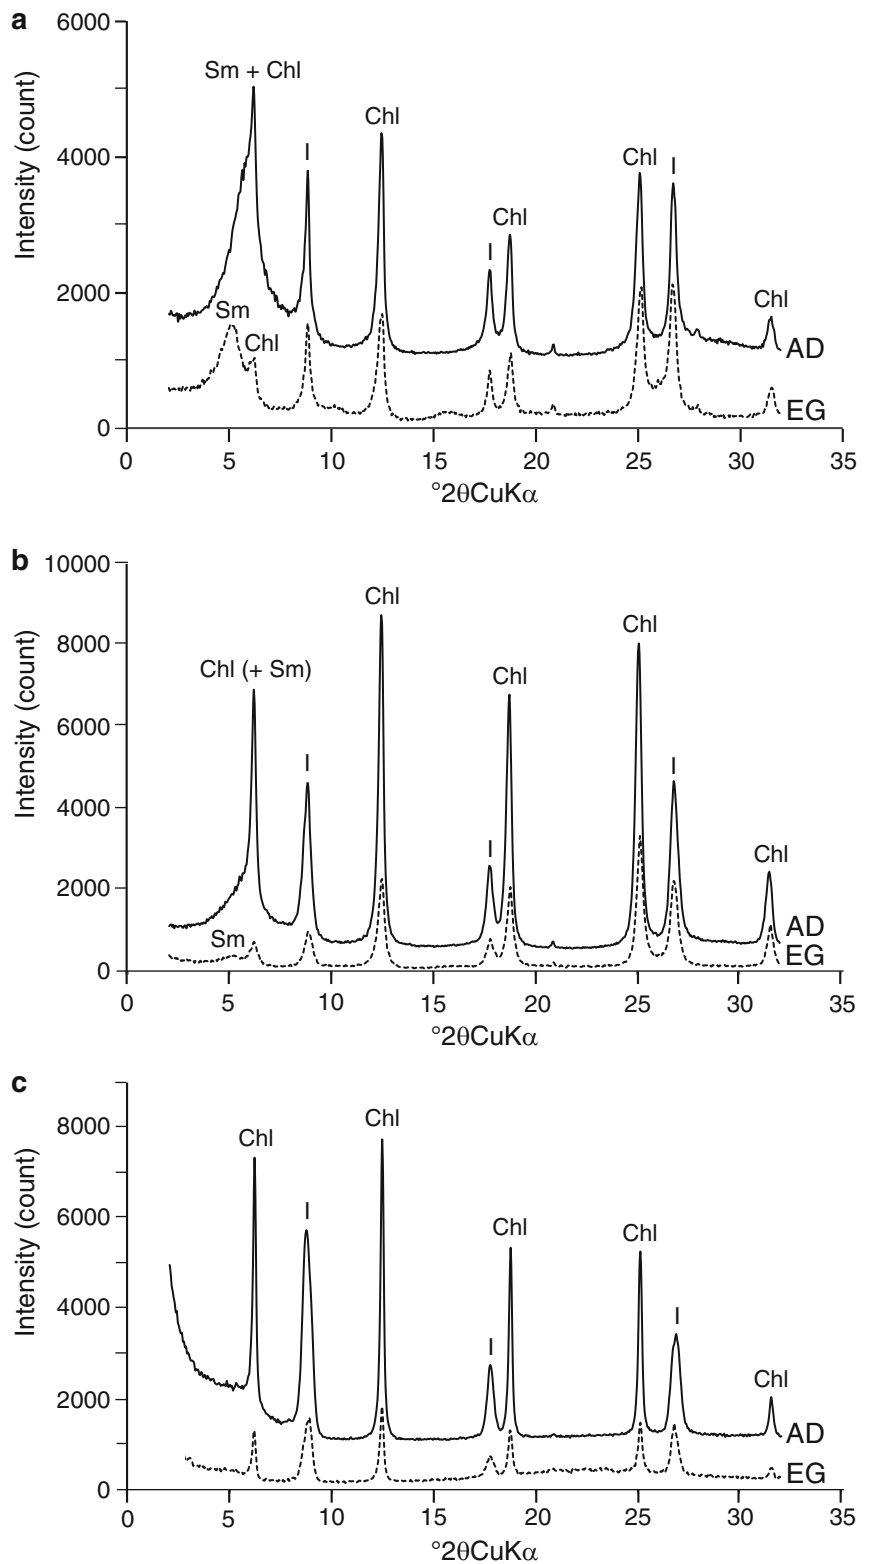 a
6000
4000
2000
0
Intensity (count)
Sm + Chl
I
Chl
I
Chl
Chl
I
Chl
Sm
Chl
AD
EG
0 5 10 15 20 25 30 35
°2θCuKα
b
10000
8000
6000
4000
2000
0
Intensity (count)
Chl (+ Sm)
I
Chl
I
Chl
Chl
I
Chl
Sm
AD
EG
0 5 10 15 20 25 30 35
°2θCuKα
c
8000
6000
4000
2000
0
Intensity (count)
Chl
I
Chl
I
Chl
Chl
I
Chl
AD
EG
0 5 10 15 20 25 30 35
°2θCuKα